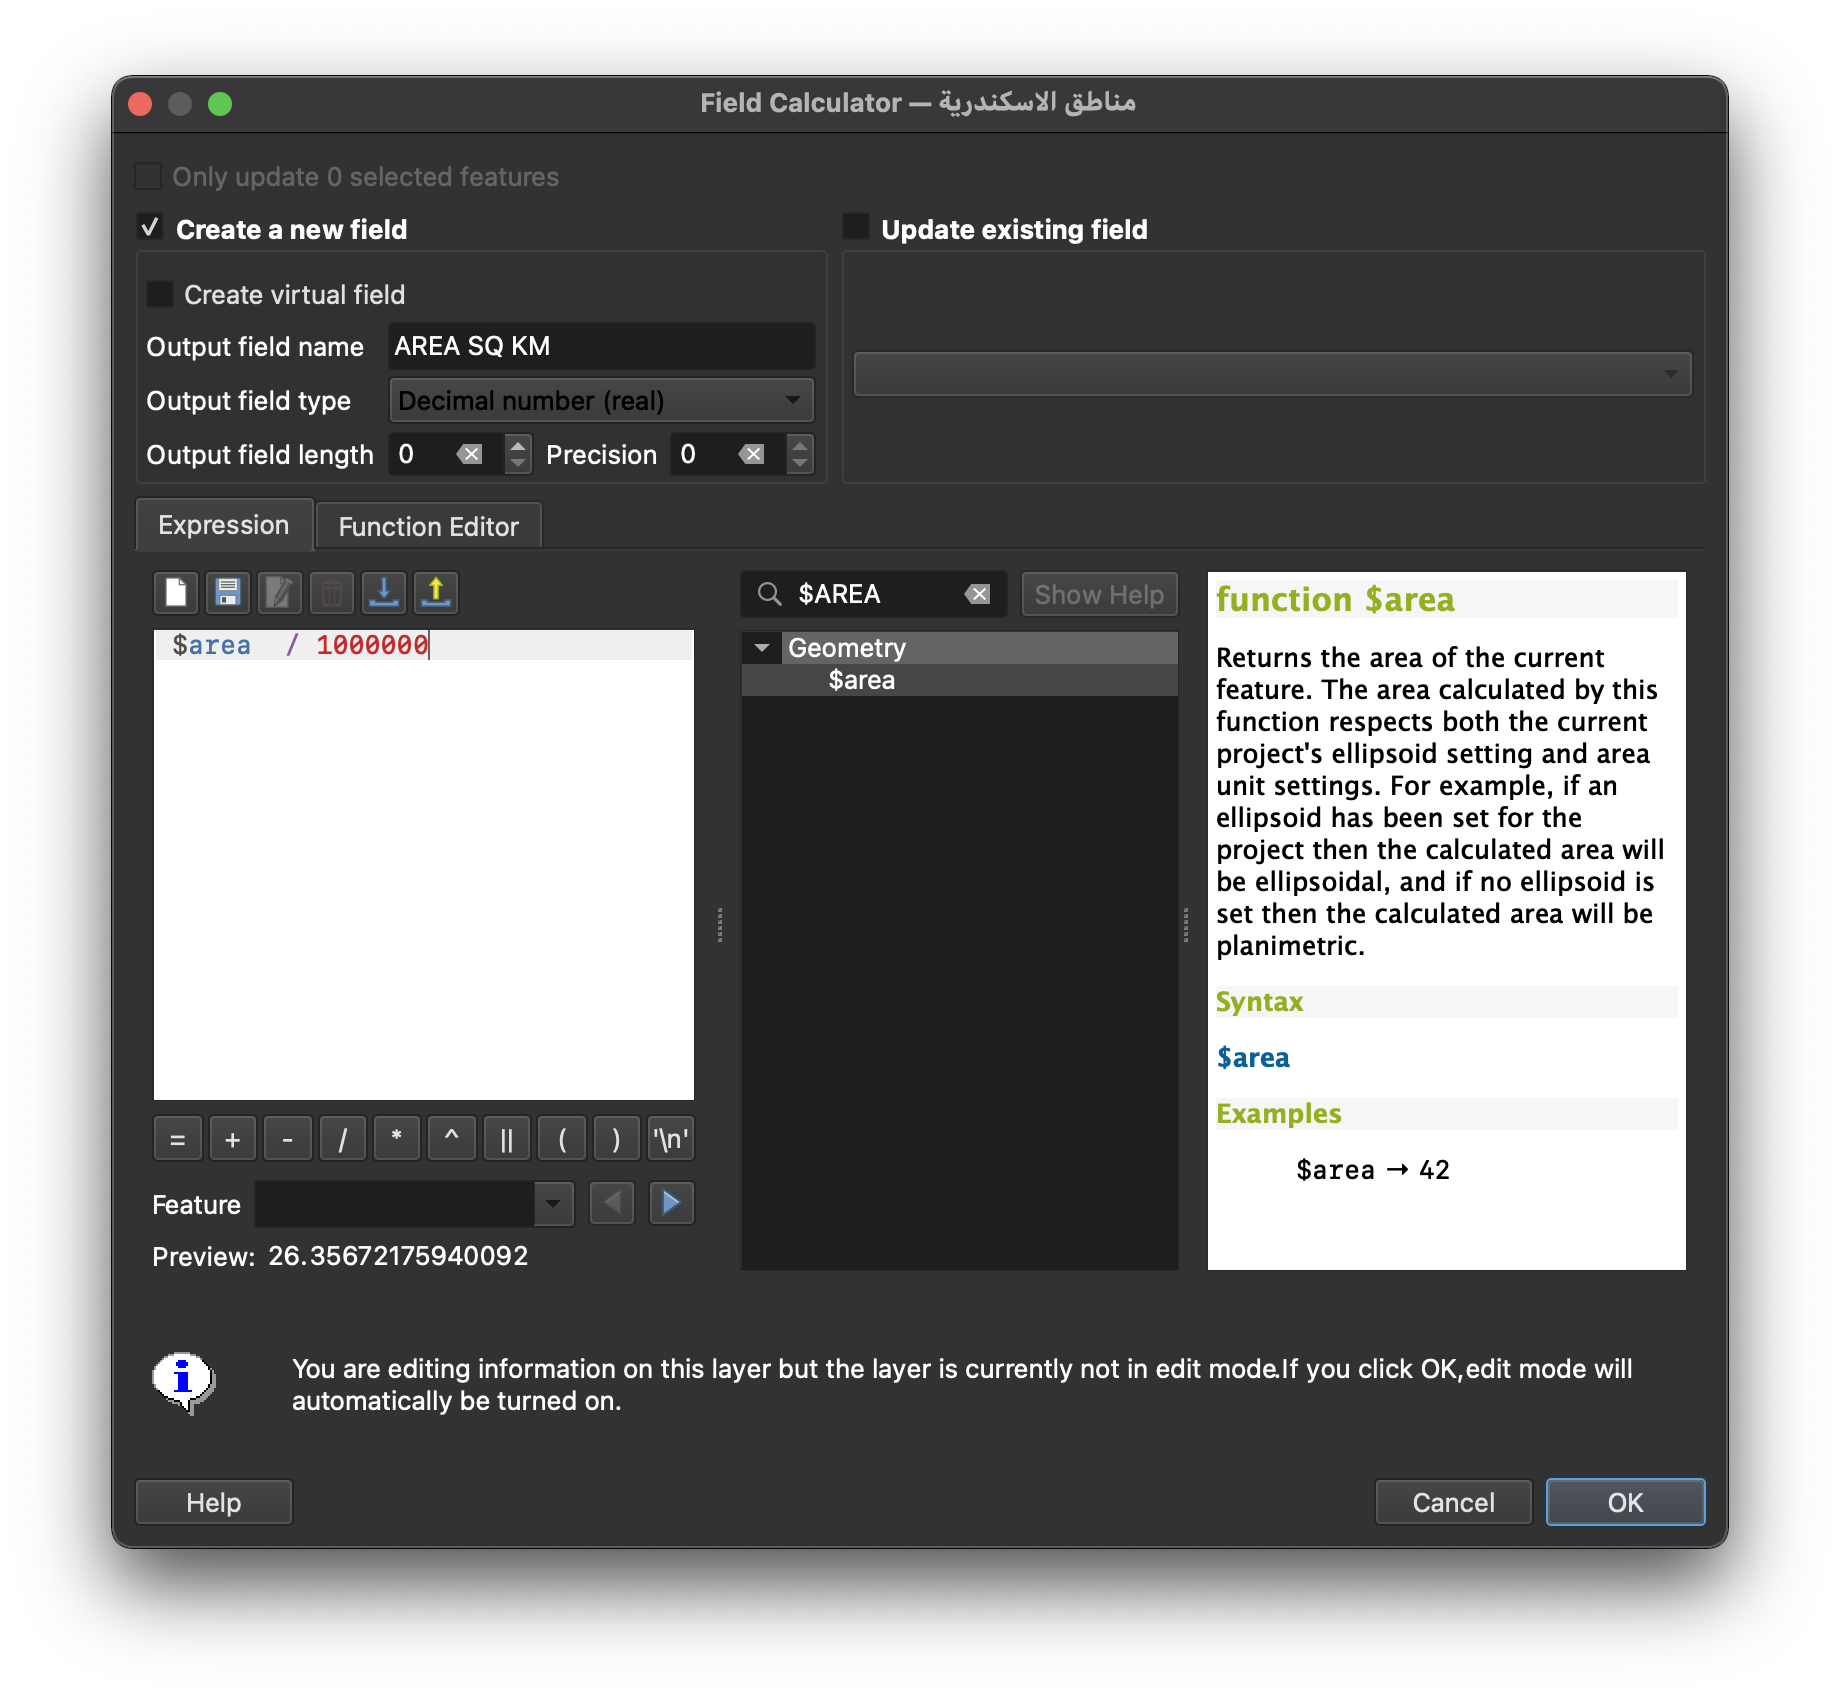 Field Calculator — مناطق الاسكندرية
Only update 0 selected features
Create a new field
Update existing field
Create virtual field
Output field name AREA SQ KM
Output field type Decimal number (real)
Output field length 0 Precision 0
Expression Function Editor
$AREA Show Help
$area / 1000000
Geometry
$area
function $area
Returns the area of the current
feature. The area calculated by this
function respects both the current
project's ellipsoid setting and area
unit settings. For example, if an
ellipsoid has been set for the
project then the calculated area will
be ellipsoidal, and if no ellipsoid is
set then the calculated area will be
planimetric.
Syntax
$area
Examples
$area → 42
= + - / * ^ || ( ) '\n'
Feature
Preview: 26.35672175940092
You are editing information on this layer but the layer is currently not in edit mode.If you click OK,edit mode will
automatically be turned on.
Help Cancel OK